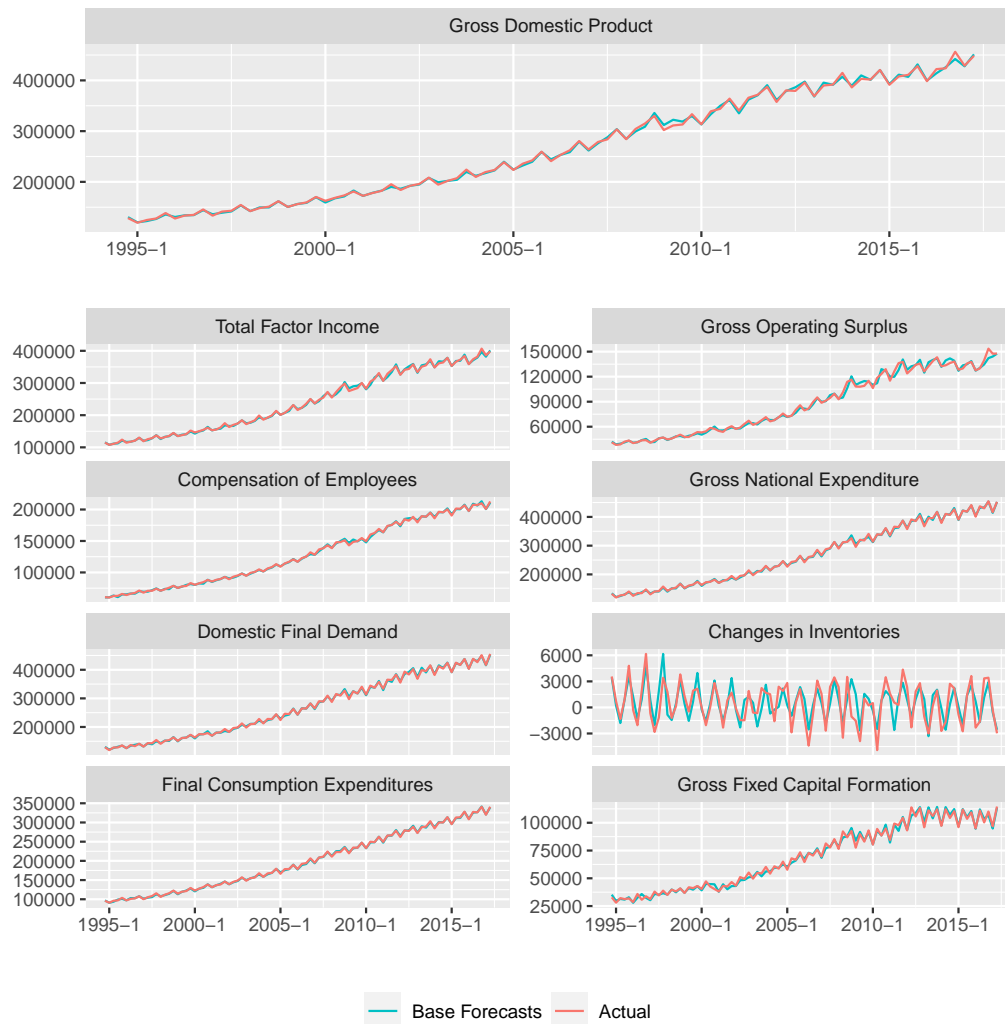 Gross Domestic Product
400000
300000
200000
1995−1 2000−1 2005−1 2010−1 2015−1
Total Factor Income
400000
300000
200000
100000
Gross Operating Surplus
150000
120000
90000
60000
Compensation of Employees
200000
150000
100000
Gross National Expenditure
400000
300000
200000
Domestic Final Demand
400000
300000
200000
Changes in Inventories
6000
3000
0
−3000
Final Consumption Expenditures
350000
300000
250000
200000
150000
100000
1995−1 2000−1 2005−1 2010−1 2015−1
Gross Fixed Capital Formation
100000
75000
50000
25000
1995−1 2000−1 2005−1 2010−1 2015−1
Base Forecasts Actual